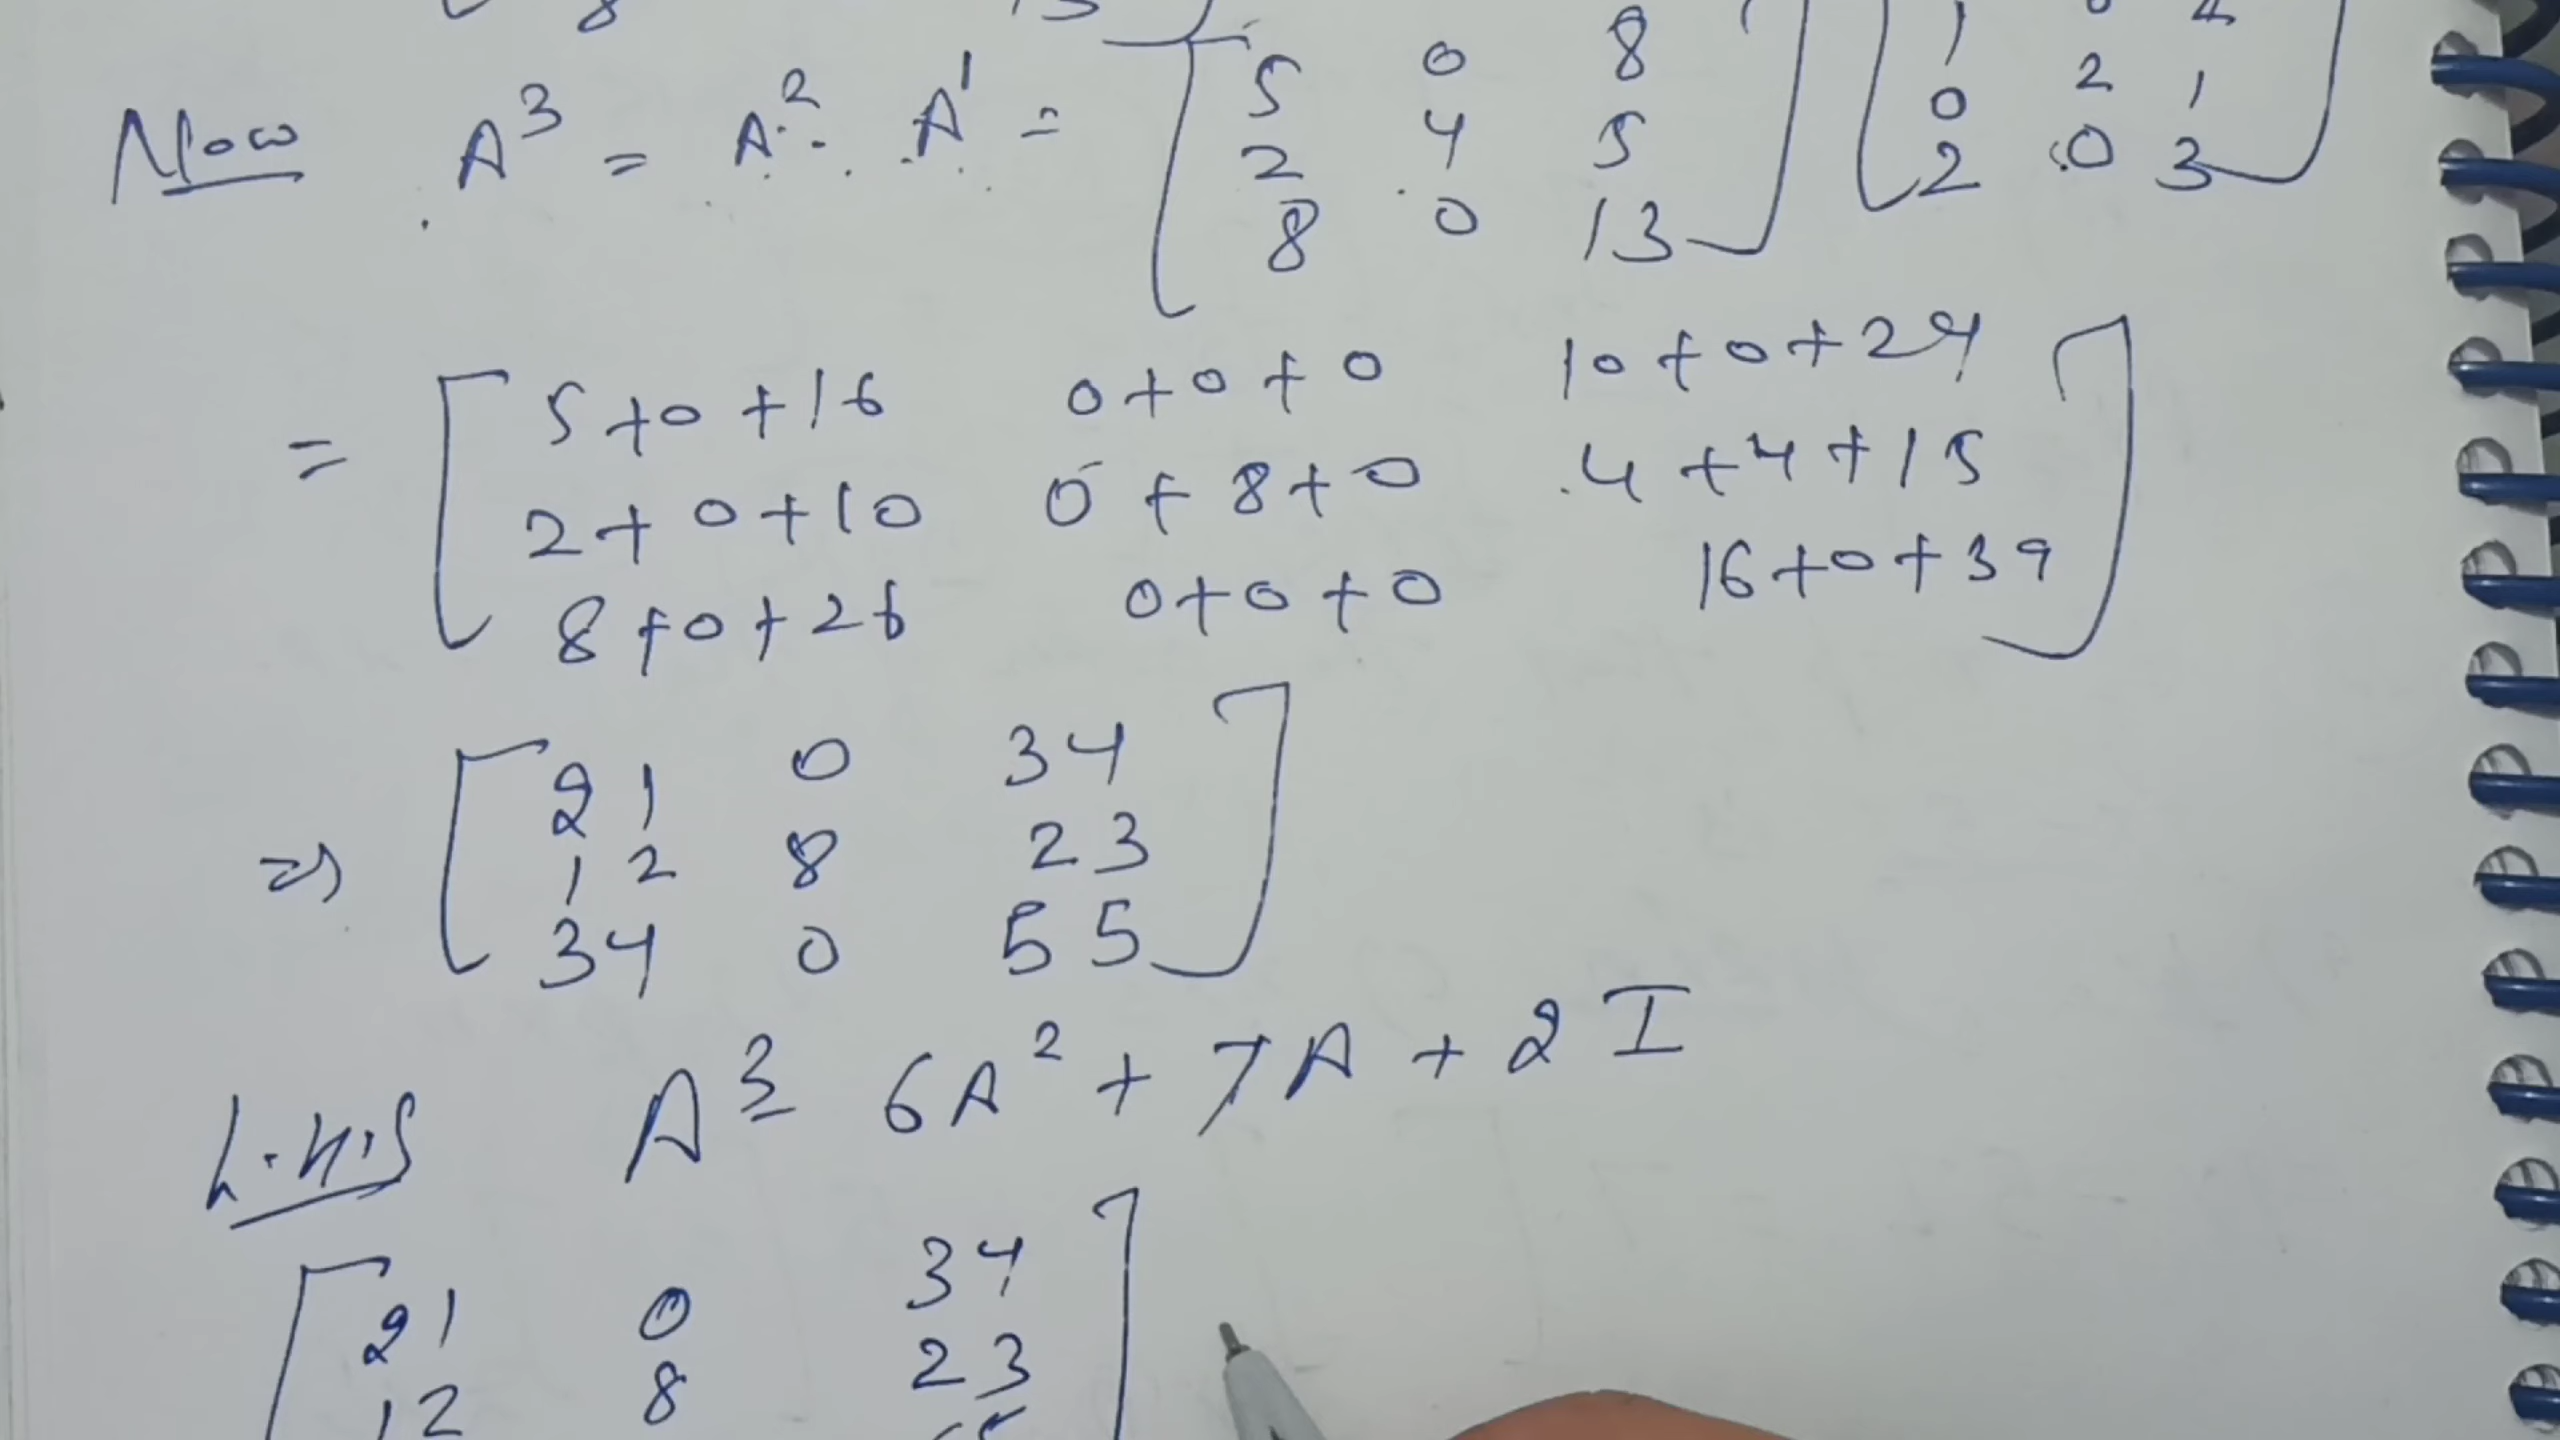 8 13
Now A³ = A². A¹ = [ 5 0 8 ] [ 1 0 2 ]
2 4 5 0 2 1
8 0 13 2 0 3
= [ 5+0+16 0+0+0 10+0+24 ]
2+0+10 0+8+0 4+4+15
8+0+26 0+0+0 16+0+39
=> [ 21 0 34 ]
12 8 23
34 0 55
L.H.S A³- 6A² + 7A + 2I
[ 21 0 34 ]
12 8 23